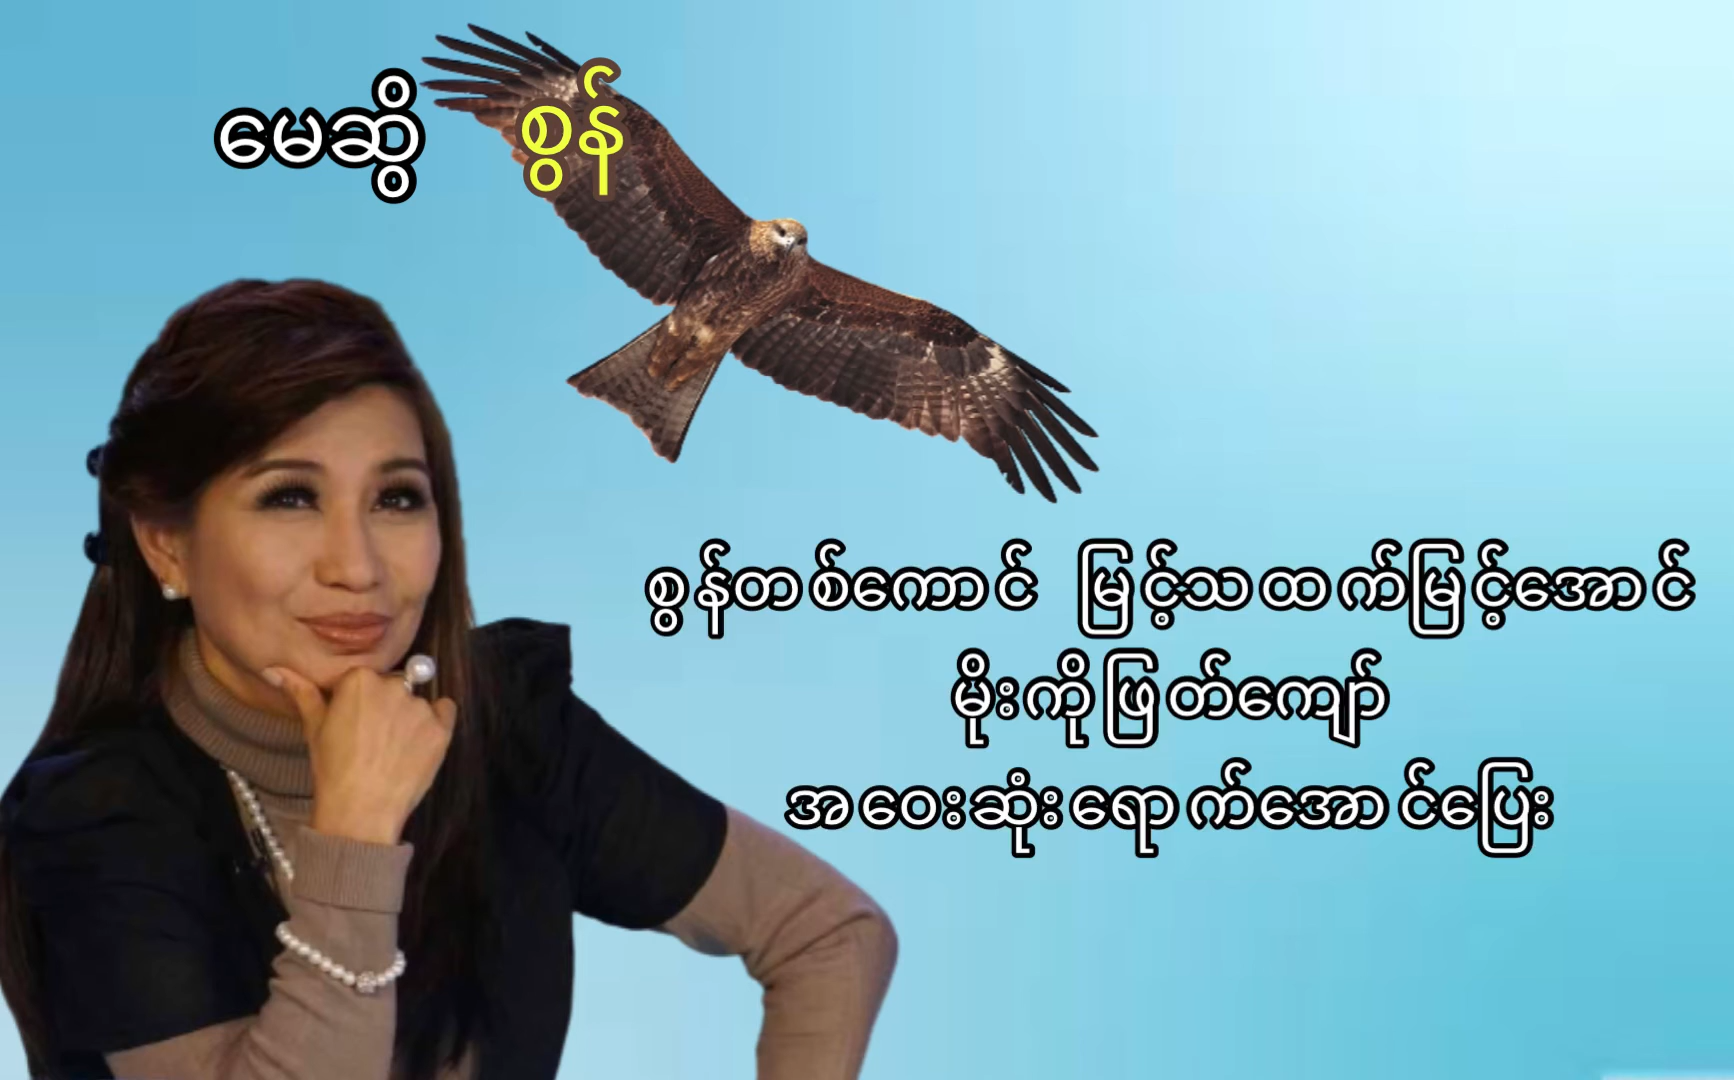 မေဆွိ စွန်
စွန်တစ်ကောင် မြင့်သထက်မြင့်အောင်
မိုးကိုဖြတ်ကျော်
အဝေးဆုံးရောက်အောင်ပြေး